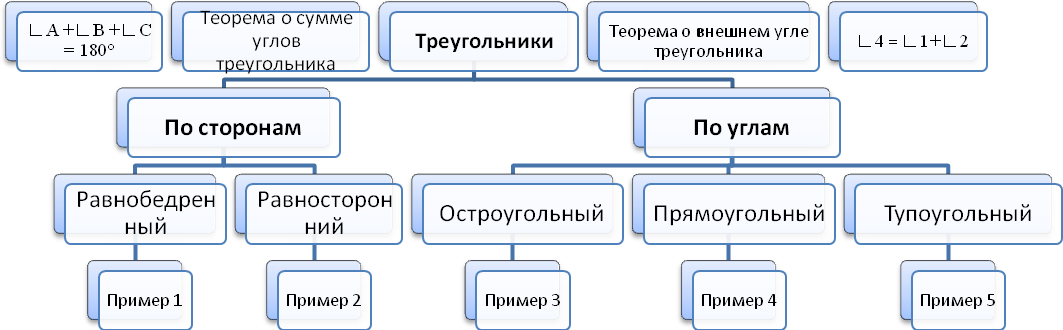 ∟A+∟B+∟C
= 180°
Теорема о сумме
углов
треугольника
Треугольники
Теорема о внешнем угле
треугольника
∟4 = ∟1+∟2
По сторонам
По углам
Равнобедрен
ный
Равносторон
ний
Остроугольный
Прямоугольный
Тупоугольный
Пример 1
Пример 2
Пример 3
Пример 4
Пример 5